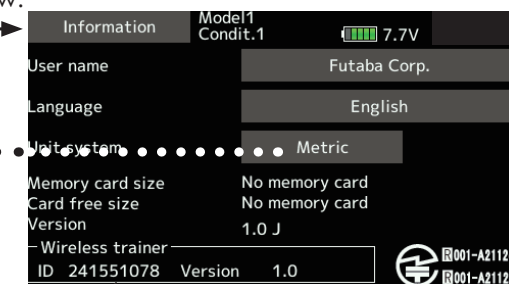 w.
Information Model1
Condit.1 7.7V
User name Futaba Corp.
Language English
Unit system Metric
Memory card size No memory card
Card free size No memory card
Version 1.0 J
Wireless trainer
ID 241551078 Version 1.0
R001-A2112
R001-A2112